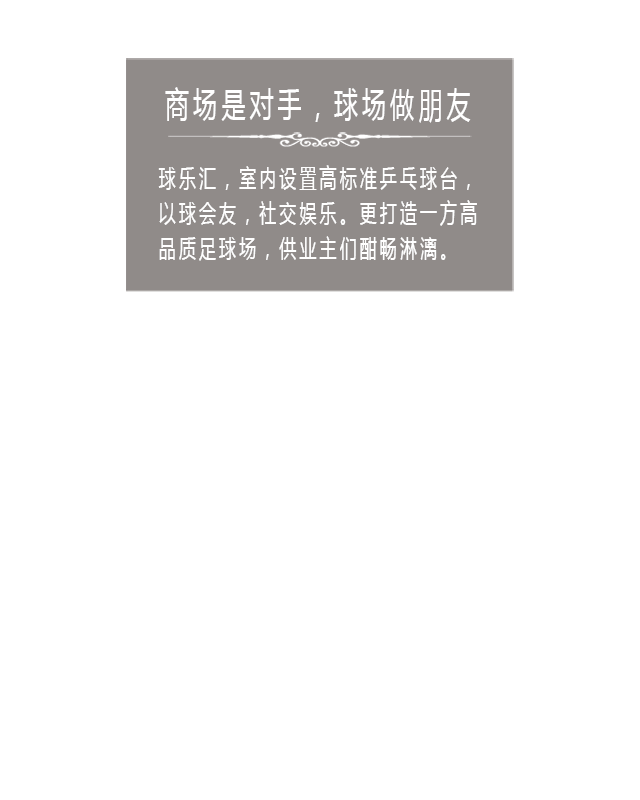 商场是对手，球场做朋友
球乐汇，室内设置高标准乒乓球台，
以球会友，社交娱乐。更打造一方高
品质足球场，供业主们酣畅淋漓。